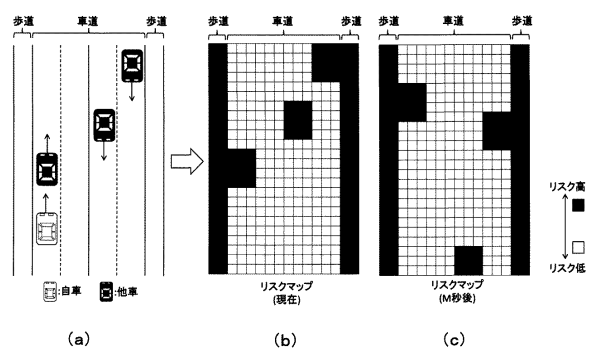 歩道 車道 歩道
歩道 車道 歩道
歩道 車道 歩道
:自車 :他車
リスクマップ
(現在)
リスクマップ
(M秒後)
リスク高
リスク低
(a)
(b)
(c)